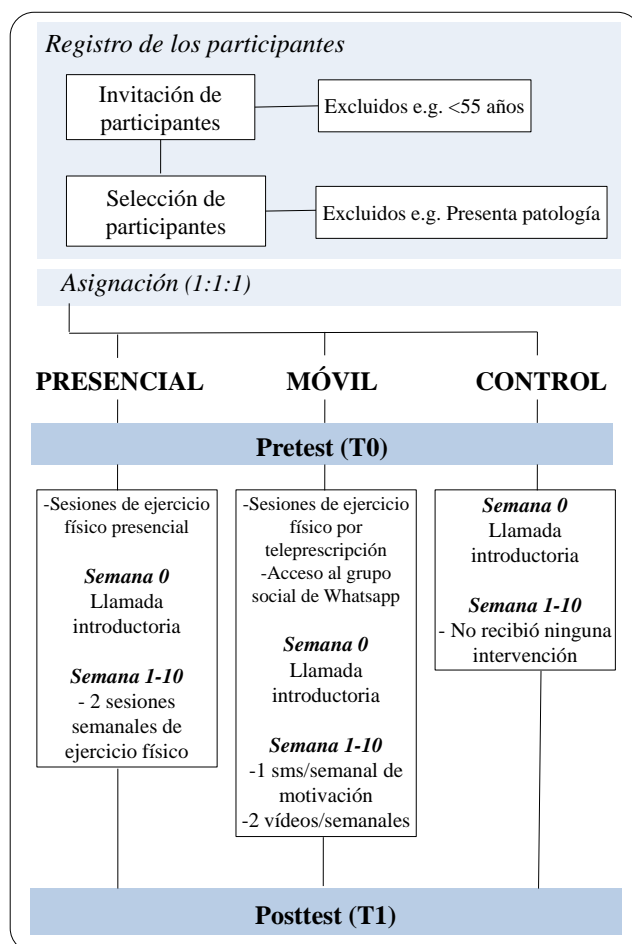 Registro de los participantes
Invitación de
participantes
Excluidos e.g. <55 años
Selección de
participantes
Excluidos e.g. Presenta patología
Asignación (1:1:1)
PRESENCIAL
MÓVIL
CONTROL
Pretest (T0)
-Sesiones de ejercicio
físico presencial
Semana 0
Llamada
introductoria
Semana 1-10
- 2 sesiones
semanales de
ejercicio físico
-Sesiones de ejercicio
físico por
teleprescripción
-Acceso al grupo
social de Whatsapp
Semana 0
Llamada
introductoria
Semana 1-10
-1 sms/semanal de
motivación
-2 vídeos/semanales
Semana 0
Llamada
introductoria
Semana 1-10
- No recibió ninguna
intervención
Posttest (T1)